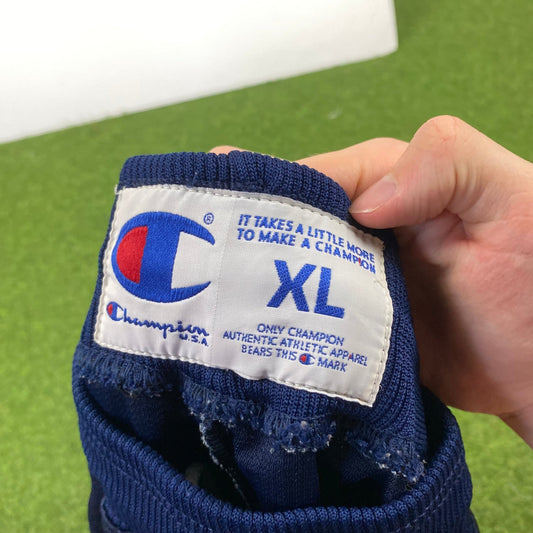 ®
IT TAKES A LITTLE MORE
TO MAKE A CHAMPION
XL
Champion
U.S.A
ONLY CHAMPION
AUTHENTIC ATHLETIC APPAREL
BEARS THIS C MARK